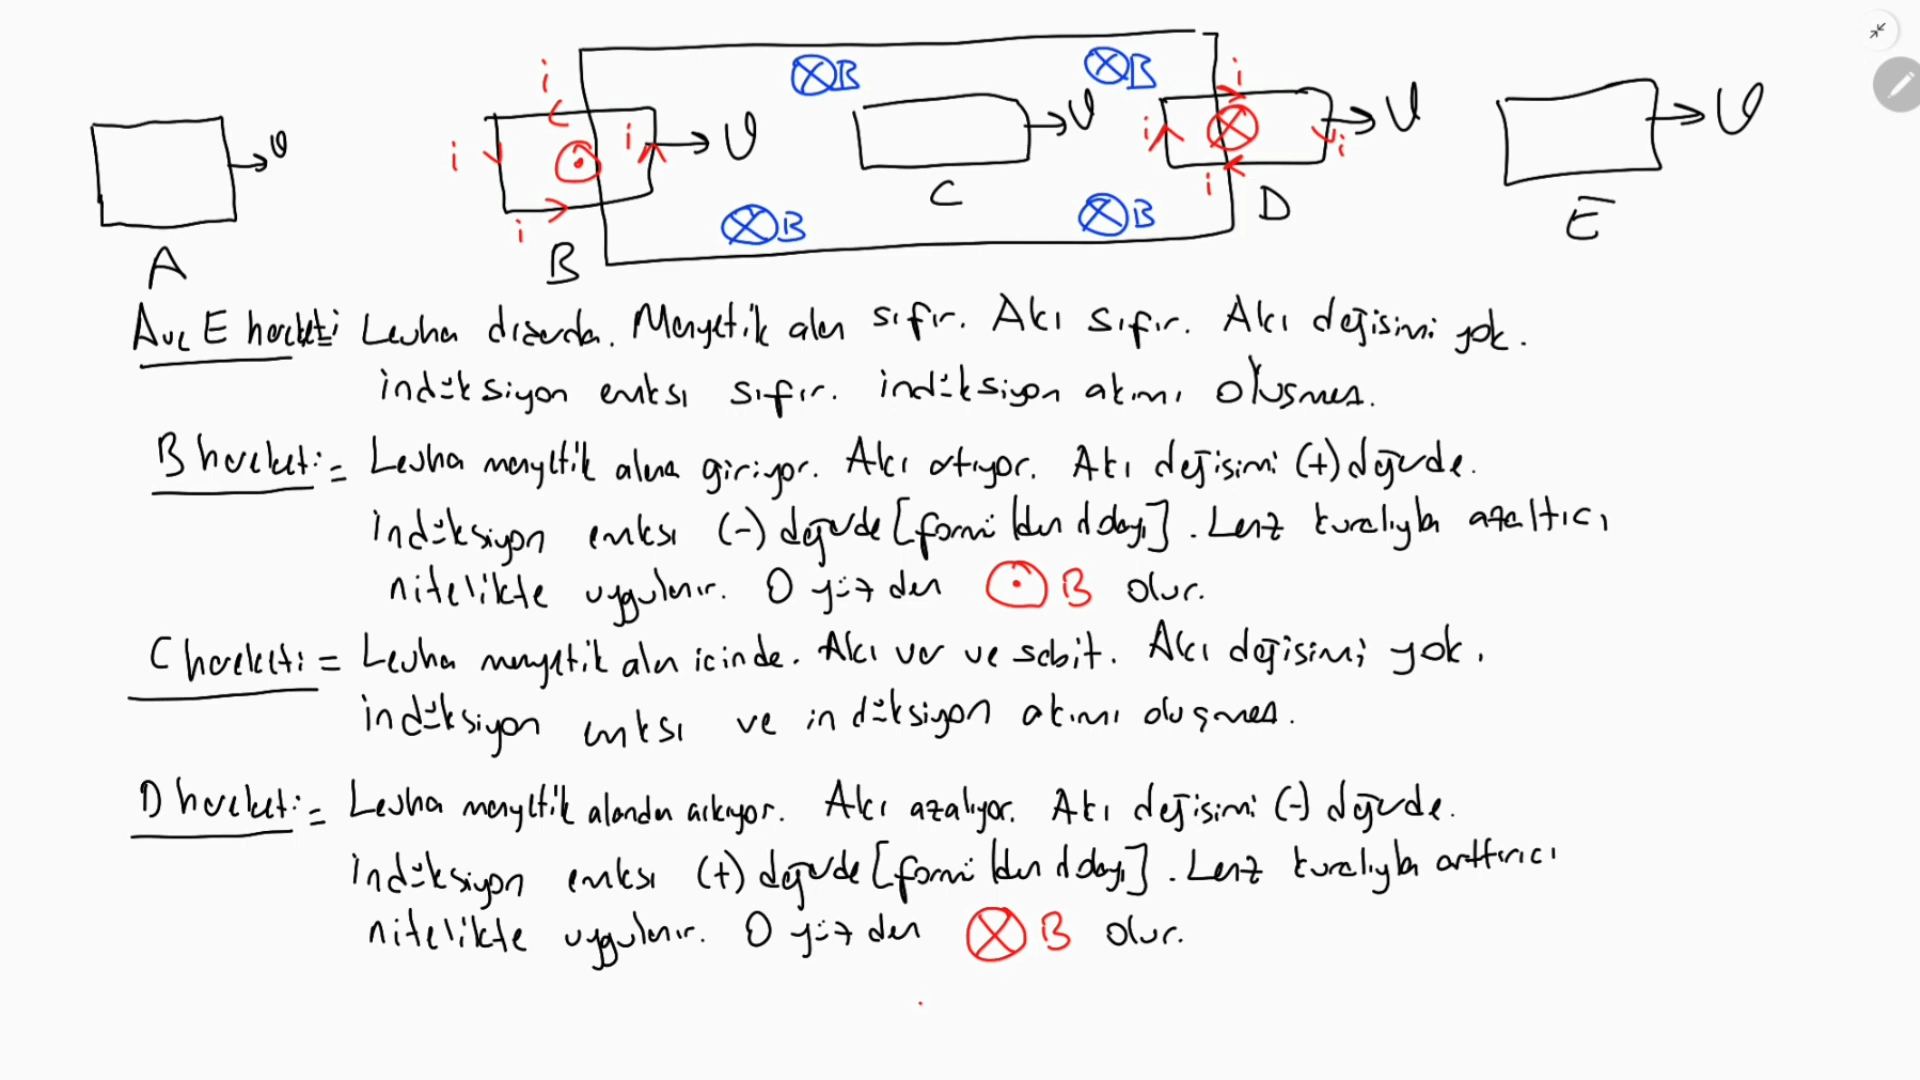 i B B
A v i i v C v i i i D v E v
i B B B
A ve E hareketi Levha dışarıda. Manyetik alan sıfır. Akı sıfır. Akı değişimi yok.
indüksiyon emksı sıfır. indüksiyon akımı oluşmaz.
B hareketi = Levha manyetik alana giriyor. Akı artıyor. Akı değişimi (+) değerde.
indüksiyon emksı (-) değerde [formülden dolayı]. Lenz kuralıyla azaltıcı
nitelikte uygulanır. O yüzden ⊙ B olur.
C hareketi = Levha manyetik alan içinde. Akı var ve sabit. Akı değişimi yok.
indüksiyon emksı ve indüksiyon akımı oluşmaz.
D hareketi = Levha manyetik alandan çıkıyor. Akı azalıyor. Akı değişimi (-) değerde.
indüksiyon emksı (+) değerde [formülden dolayı]. Lenz kuralıyla arttırıcı
nitelikte uygulanır. O yüzden ⊗ B olur.